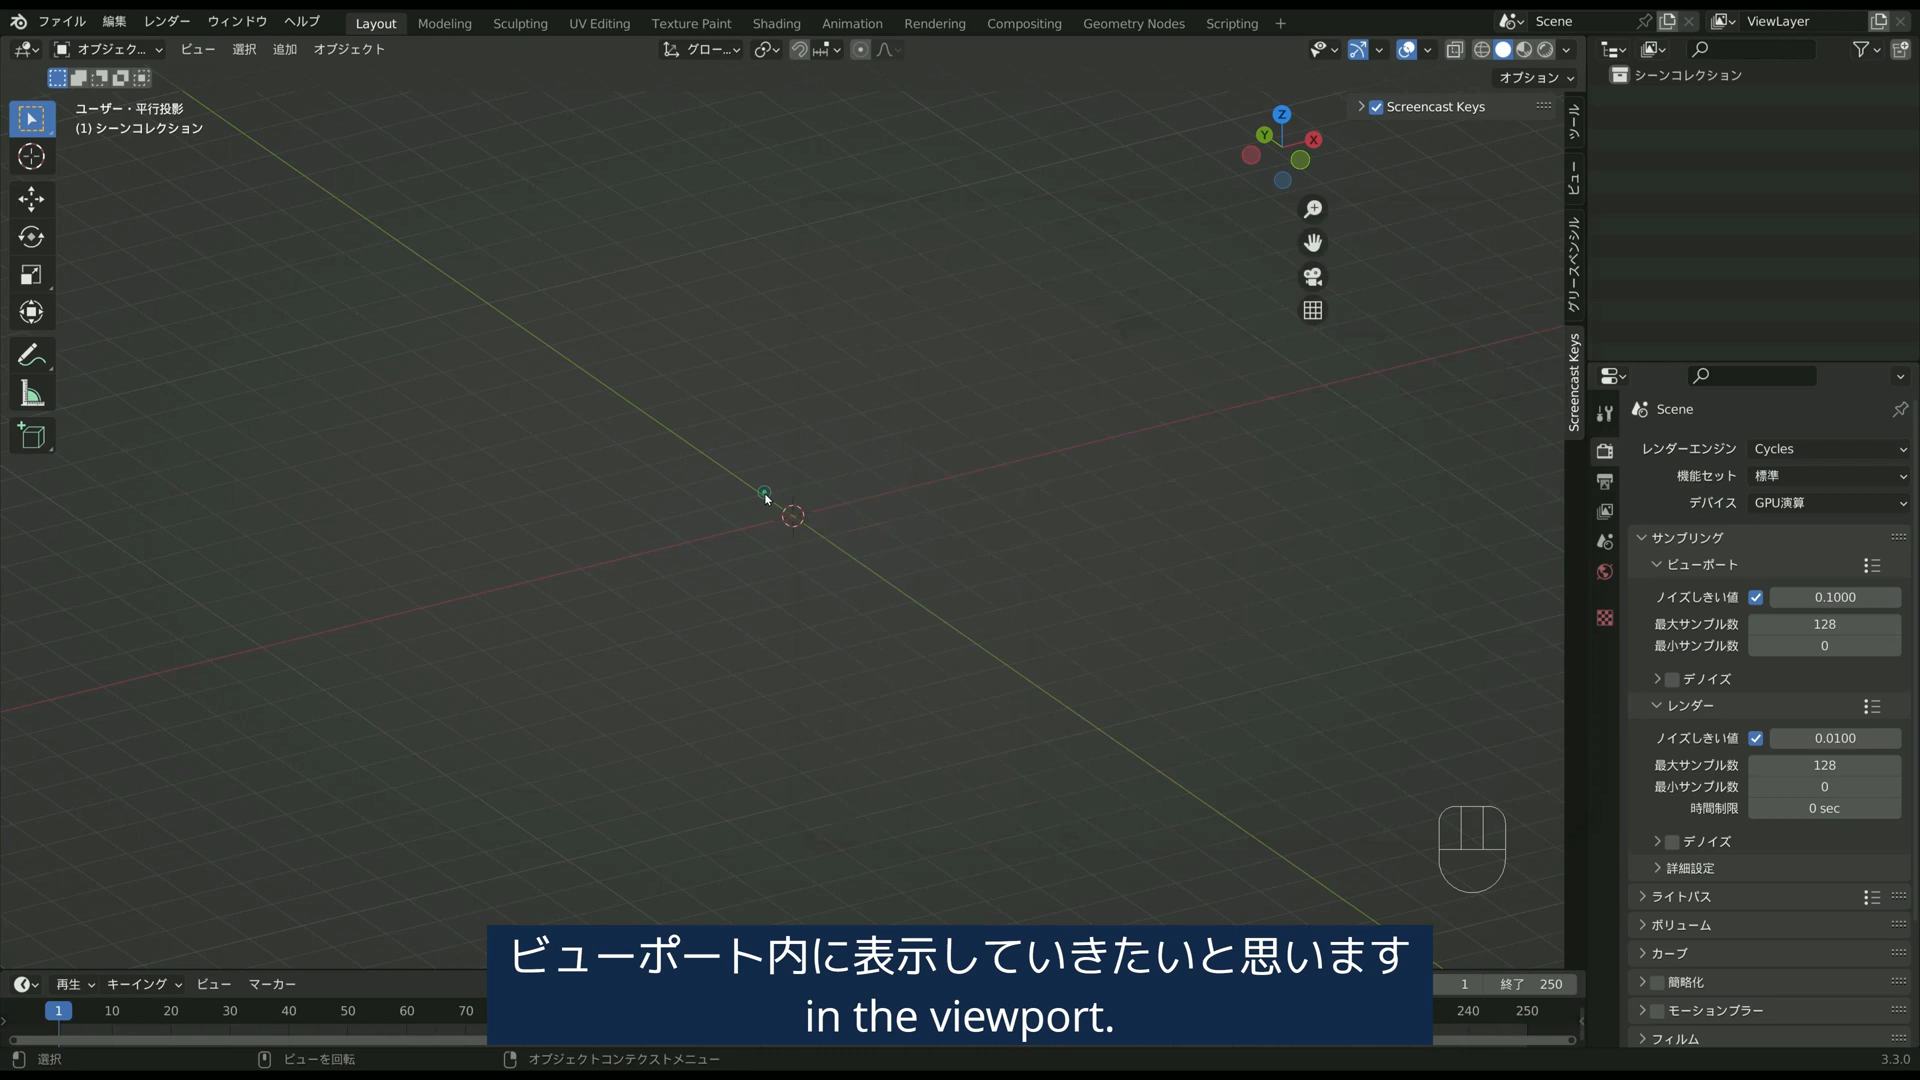 ファイル 編集 レンダー ウィンドウ ヘルプ Layout Modeling Sculpting UV Editing Texture Paint Shading Animation Rendering Compositing Geometry Nodes Scripting + Scene ViewLayer
オブジェク... ビュー 選択 追加 オブジェクト グロー...
オプション
シーンコレクション
ユーザー・平行投影
(1) シーンコレクション
Z
Y
X
Screencast Keys
ツール
ビュー
グリースペンシル
Screencast Keys
Scene
レンダーエンジン Cycles
機能セット 標準
デバイス GPU演算
サンプリング
ビューポート
ノイズしきい値 0.1000
最大サンプル数 128
最小サンプル数 0
デノイズ
レンダー
ノイズしきい値 0.0100
最大サンプル数 128
最小サンプル数 0
時間制限 0 sec
デノイズ
詳細設定
ライトパス
ボリューム
カーブ
簡略化
モーションブラー
フィルム
ビューポート内に表示していきたいと思います
in the viewport.
再生 キーイング ビュー マーカー 1 終了 250
1 10 20 30 40 50 60 70 240 250
選択 ビューを回転 オブジェクトコンテクストメニュー 3.3.0